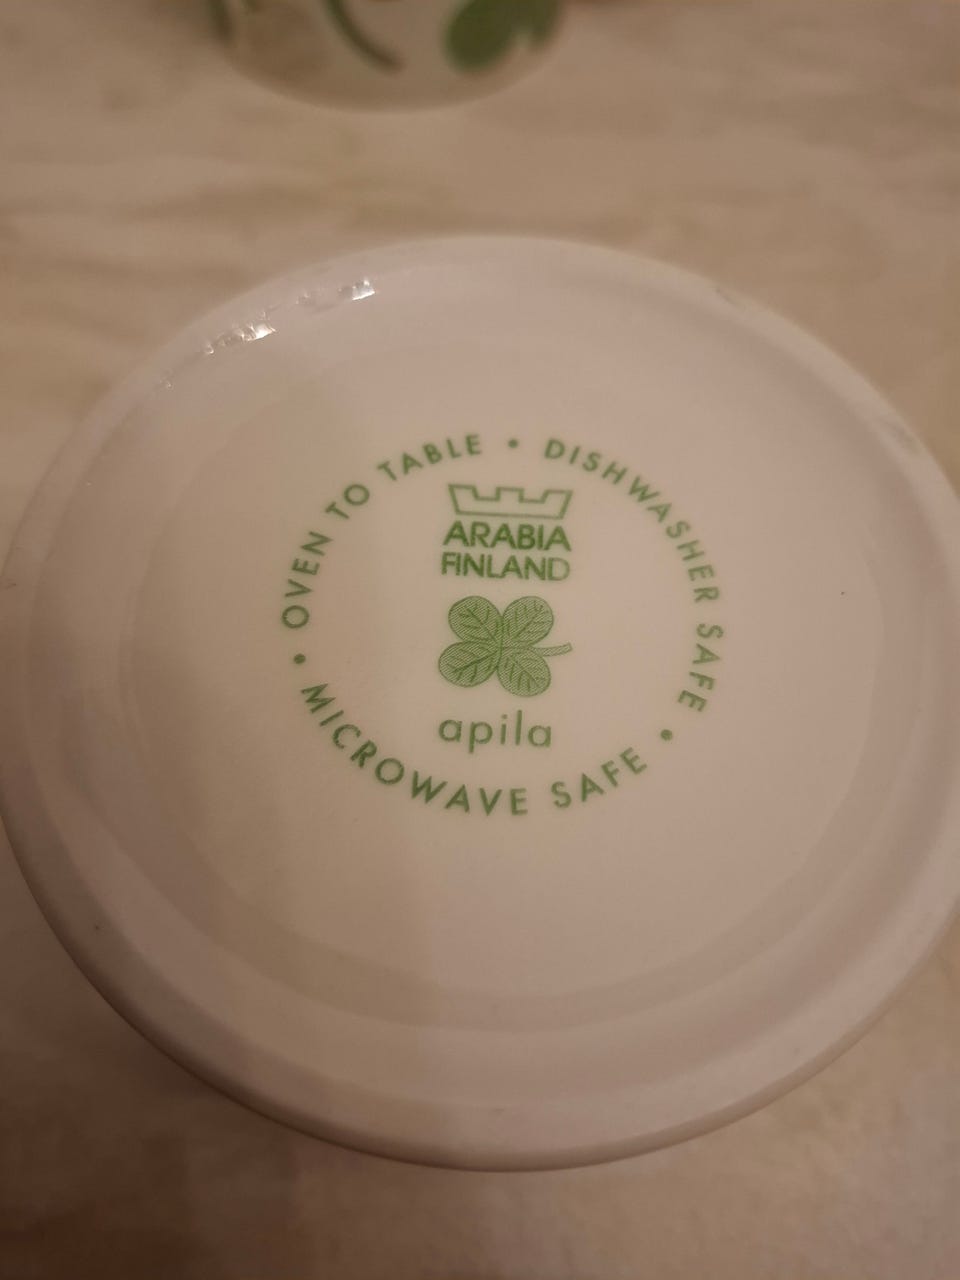 OVEN TO TABLE • DISHWASHER SAFE • MICROWAVE SAFE •
ARABIA
FINLAND
apila